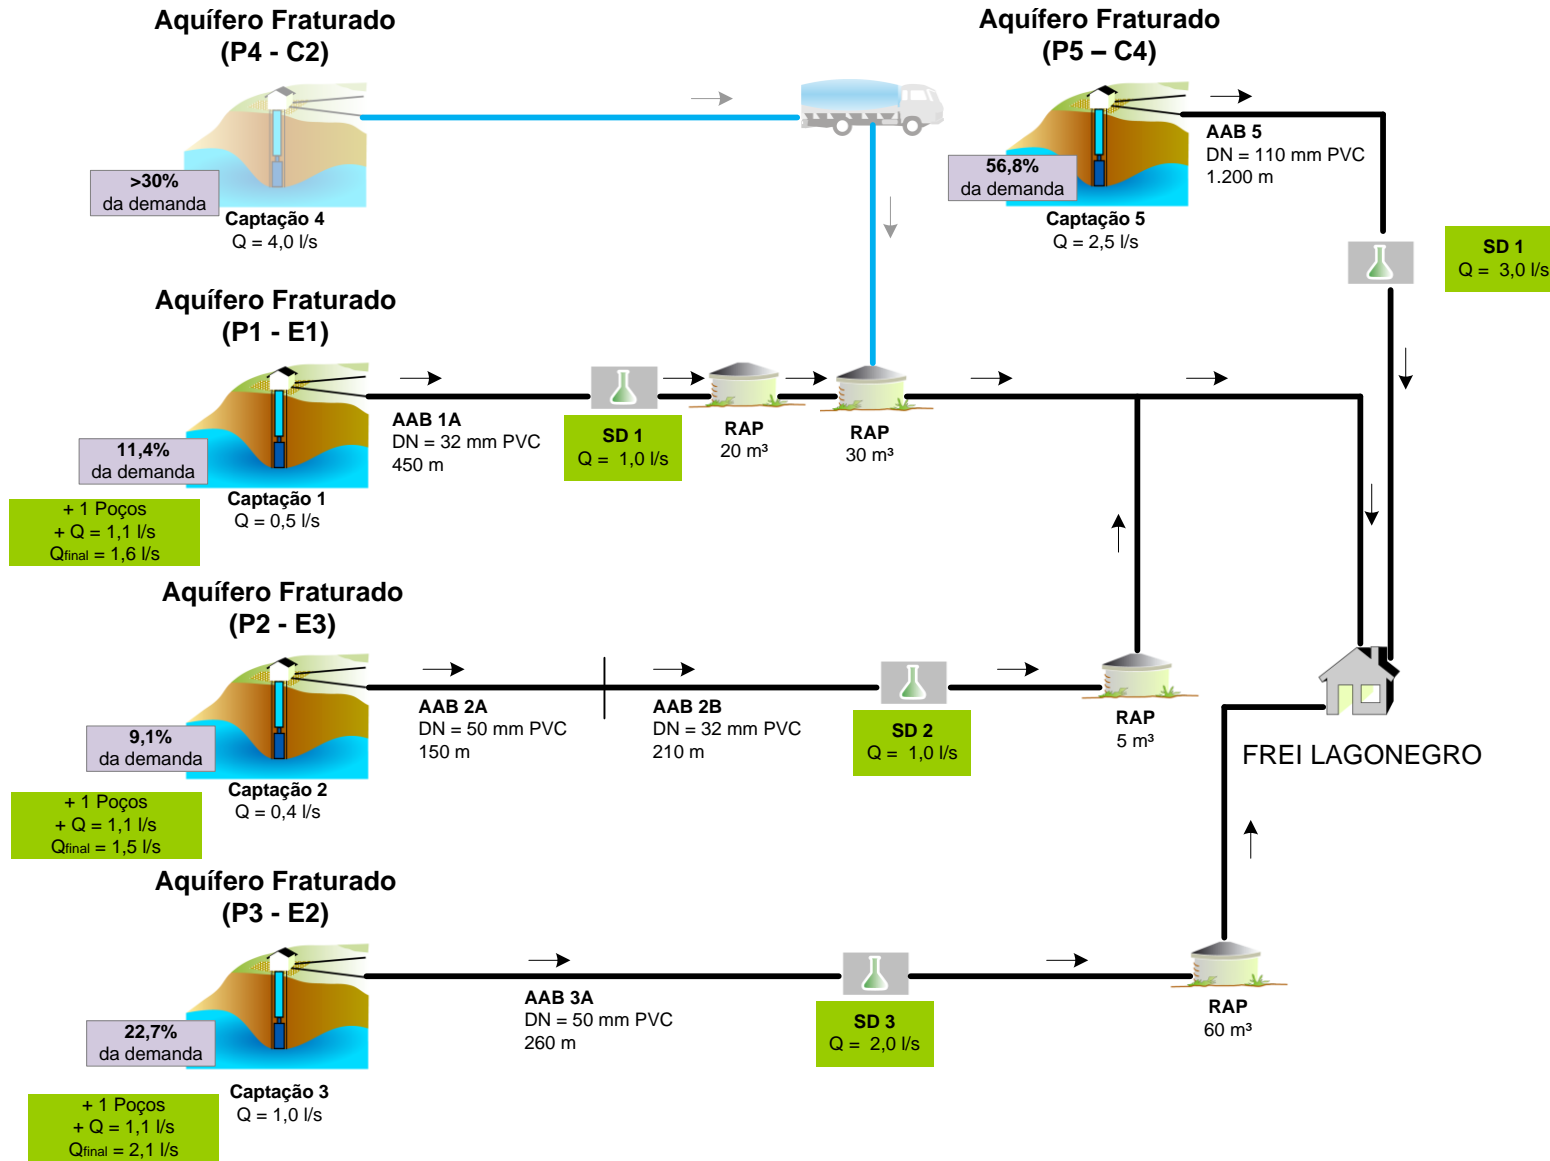 Aquífero Fraturado
(P4 - C2)
>30%
da demanda
Captação 4
Q = 4,0 l/s
Aquífero Fraturado
(P5 – C4)
56,8%
da demanda
Captação 5
Q = 2,5 l/s
AAB 5
DN = 110 mm PVC
1.200 m
SD 1
Q = 3,0 l/s
Aquífero Fraturado
(P1 - E1)
11,4%
da demanda
Captação 1
Q = 0,5 l/s
+ 1 Poços
+ Q = 1,1 l/s
Qfinal = 1,6 l/s
AAB 1A
DN = 32 mm PVC
450 m
SD 1
Q = 1,0 l/s
RAP
20 m³
RAP
30 m³
Aquífero Fraturado
(P2 - E3)
9,1%
da demanda
Captação 2
Q = 0,4 l/s
+ 1 Poços
+ Q = 1,1 l/s
Qfinal = 1,5 l/s
AAB 2A
DN = 50 mm PVC
150 m
AAB 2B
DN = 32 mm PVC
210 m
SD 2
Q = 1,0 l/s
RAP
5 m³
FREI LAGONEGRO
Aquífero Fraturado
(P3 - E2)
22,7%
da demanda
Captação 3
Q = 1,0 l/s
+ 1 Poços
+ Q = 1,1 l/s
Qfinal = 2,1 l/s
AAB 3A
DN = 50 mm PVC
260 m
SD 3
Q = 2,0 l/s
RAP
60 m³